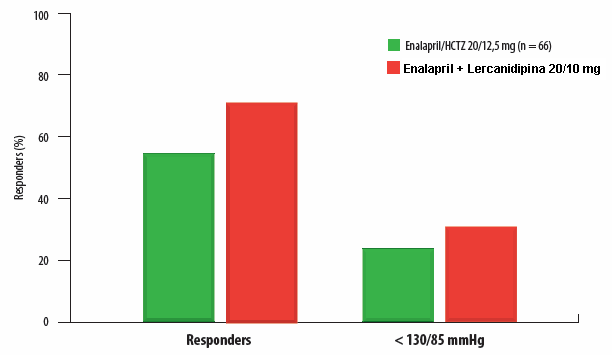 100
80
60
40
20
0
Responders (%)
Enalapril/HCTZ 20/12,5 mg (n = 66)
Enalapril + Lercanidipina 20/10 mg
Responders
< 130/85 mmHg